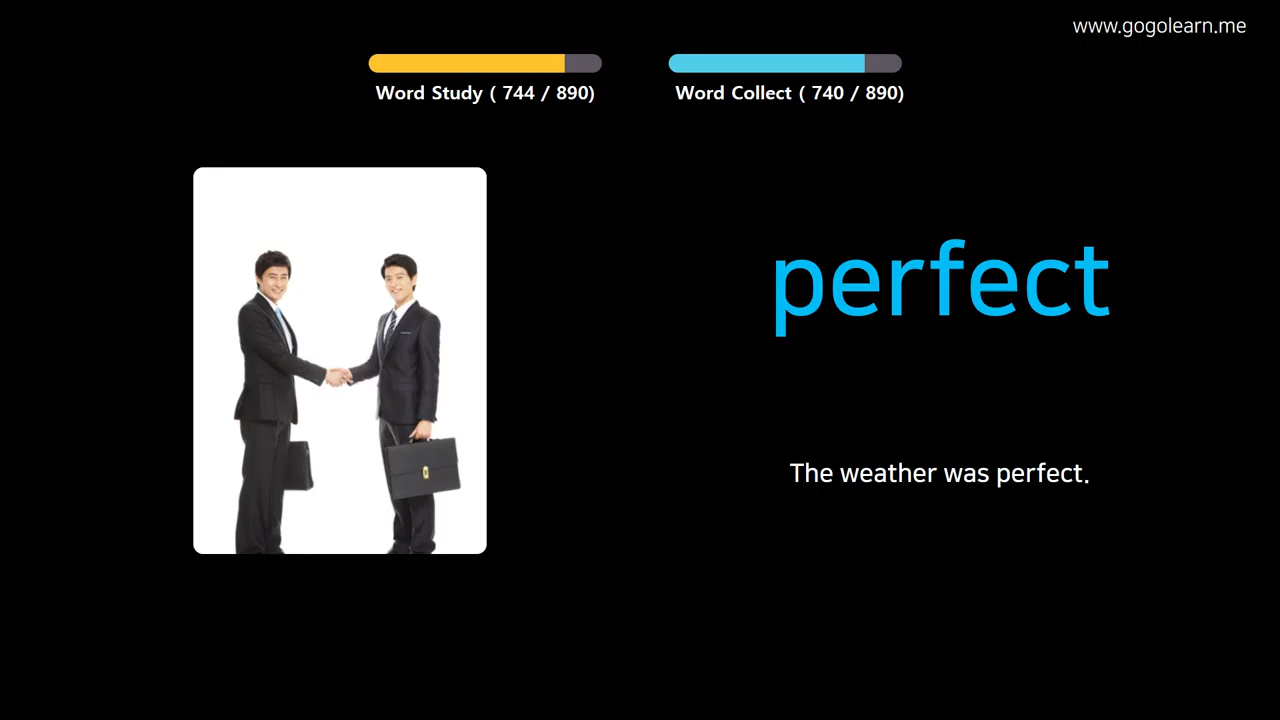 www.gogolearn.me
Word Study ( 744 / 890)
Word Collect ( 740 / 890)
perfect
The weather was perfect.